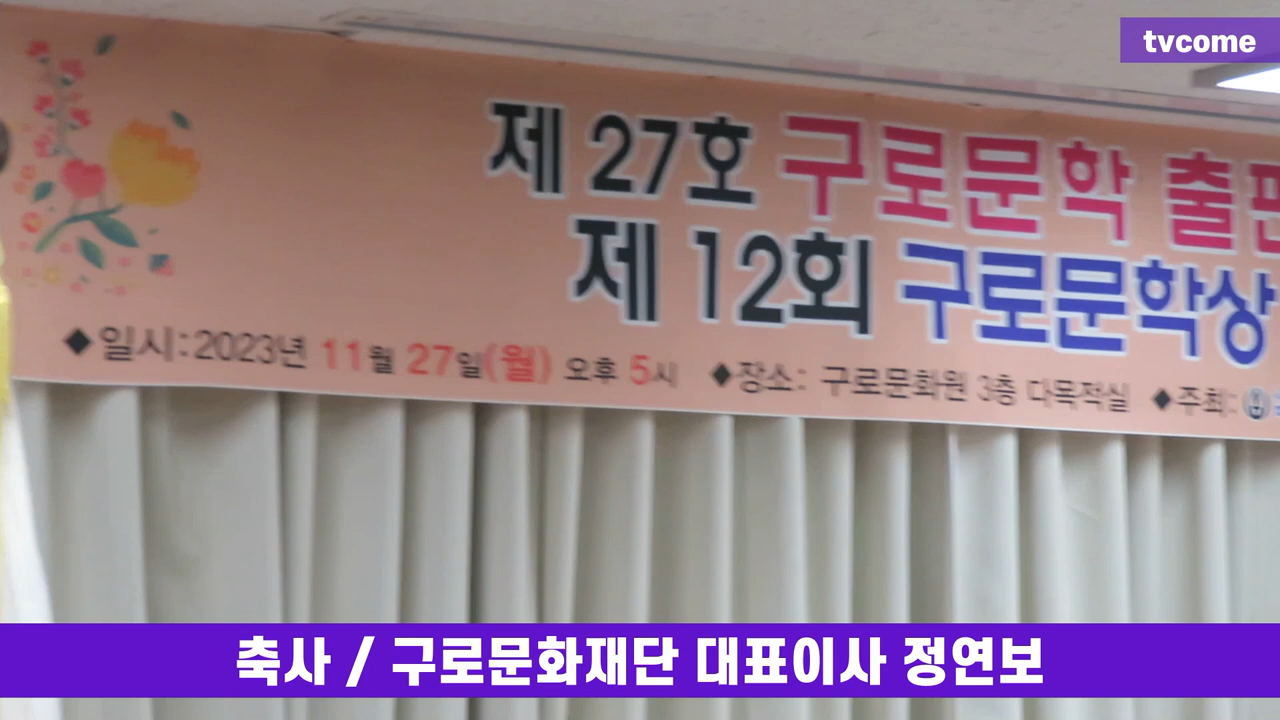 tvcome
제 27호 구로문학 출판
제 12회 구로문학상
◆일시:2023년 11월 27일(월) 오후 5시 ◆장소: 구로문화원 3층 다목적실 ◆주최:
축사 / 구로문화재단 대표이사 정연보